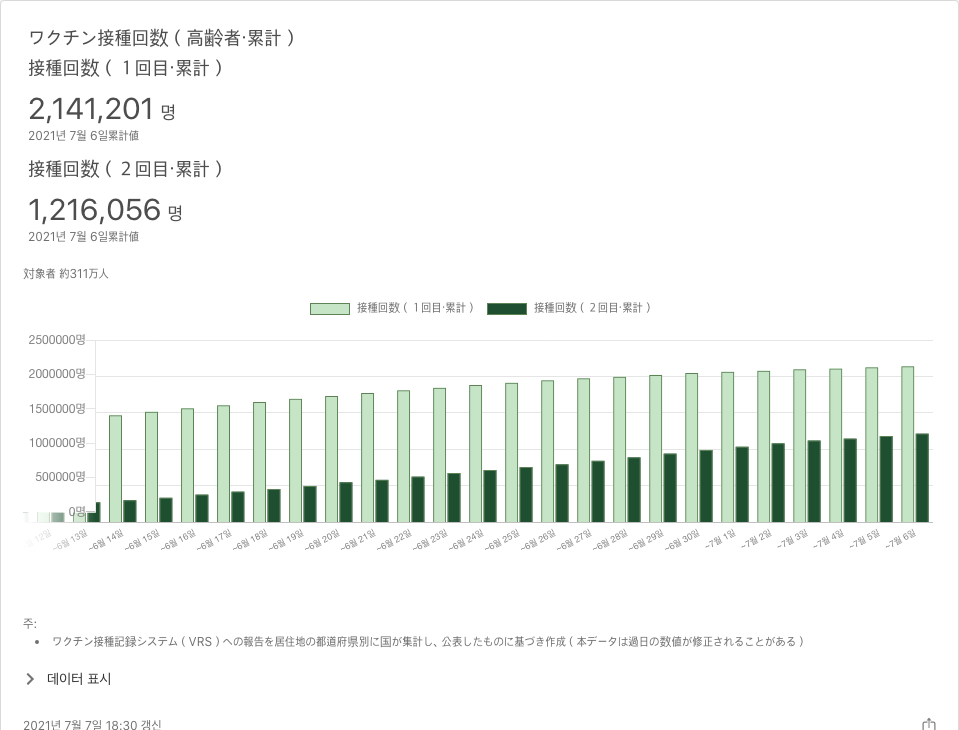 ワクチン接種回数 ( 高齢者·累計 )
接種回数 ( １回目·累計 )
2,141,201 명
2021년 7월 6일累計値
接種回数 ( ２回目·累計 )
1,216,056 명
2021년 7월 6일累計値
対象者 約311万人
接種回数 ( １回目·累計 ) 接種回数 ( ２回目·累計 )
2500000명
2000000명
1500000명
1000000명
500000명
0명
12일 ~6월 13일 ~6월 14일 ~6월 15일 ~6월 16일 ~6월 17일 ~6월 18일 ~6월 19일 ~6월 20일 ~6월 21일 ~6월 22일 ~6월 23일 ~6월 24일 ~6월 25일 ~6월 26일 ~6월 27일 ~6월 28일 ~6월 29일 ~6월 30일 ~7월 1일 ~7월 2일 ~7월 3일 ~7월 4일 ~7월 5일 ~7월 6일
주:
• ワクチン接種記録システム ( VRS ) への報告を居住地の都道府県別に国が集計し、公表したものに基づき作成 ( 本データは過日の数値が修正されることがある )
데이터 표시
2021년 7월 7일 18:30 갱신